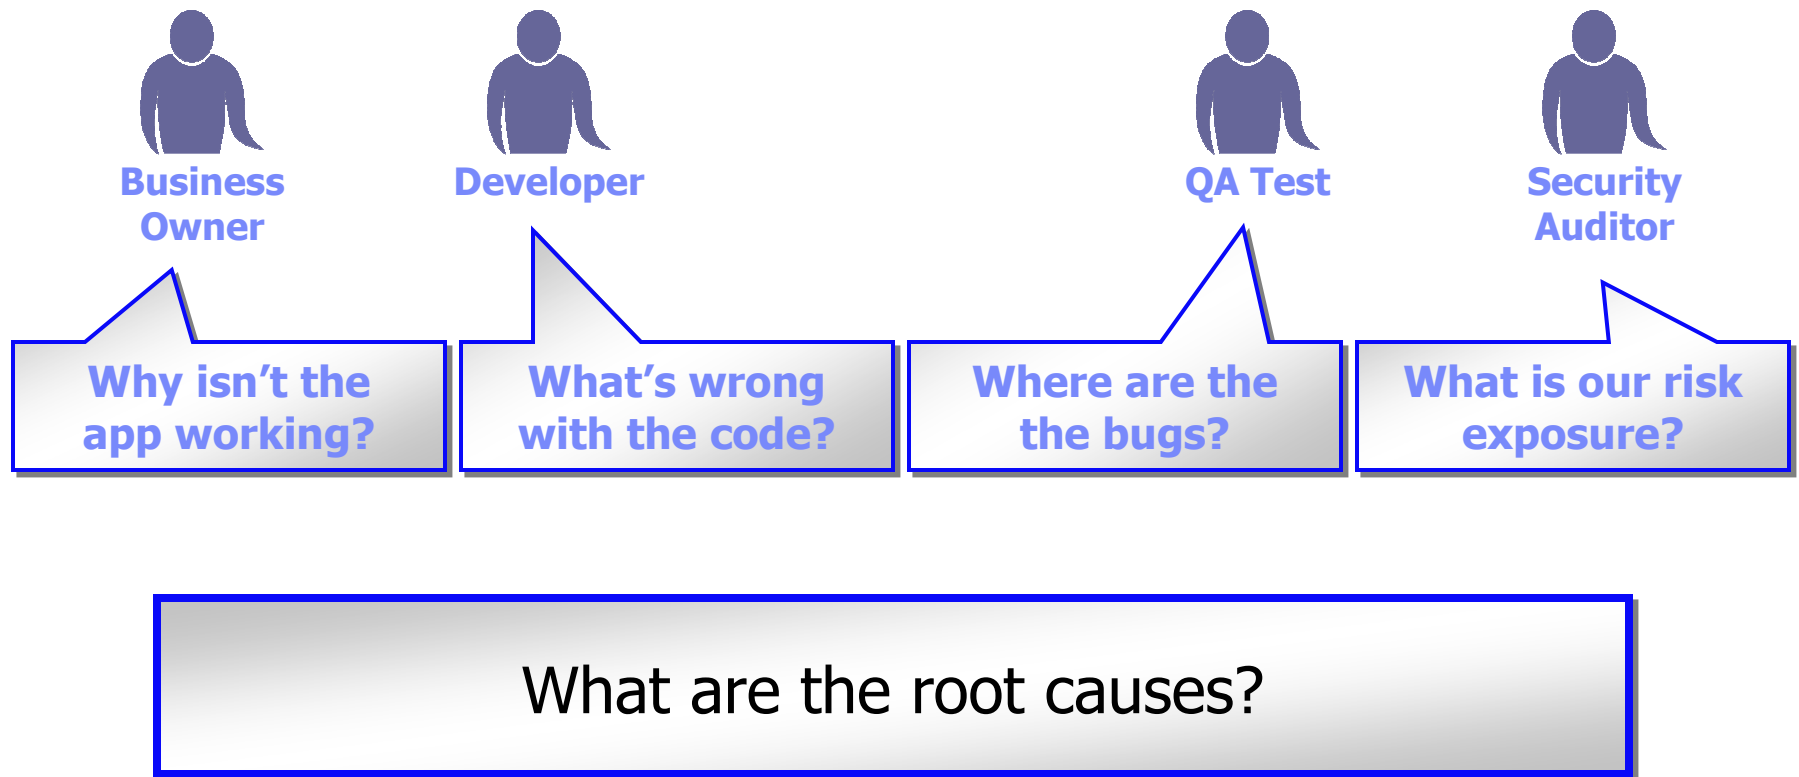 Business
Owner
Developer
QA Test
Security
Auditor
Why isn’t the
app working?
What’s wrong
with the code?
Where are the
the bugs?
What is our risk
exposure?
What are the root causes?